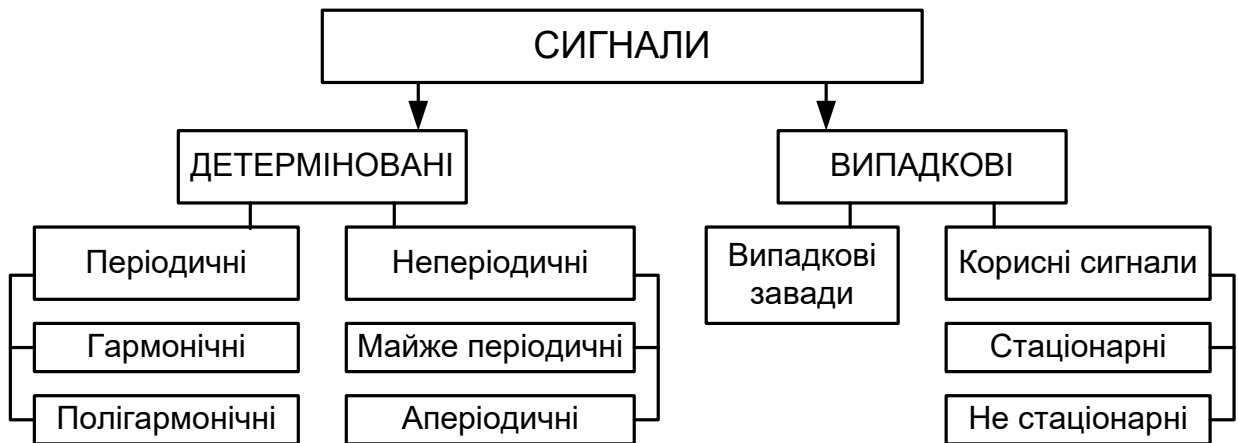 СИГНАЛИ
ДЕТЕРМІНОВАНІ
ВИПАДКОВІ
Періодичні
Неперіодичні
Випадкові
завади
Корисні сигнали
Гармонічні
Майже періодичні
Стаціонарні
Полігармонічні
Аперіодичні
Не стаціонарні